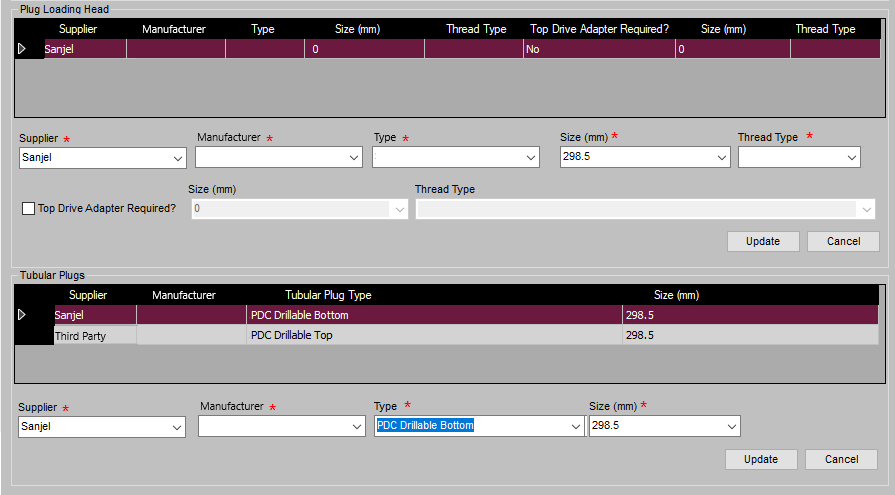 Plug Loading Head
Supplier Manufacturer Type Size (mm) Thread Type Top Drive Adapter Required? Size (mm) Thread Type
Sanjel 0 No 0
Supplier * Manufacturer * Type * Size (mm) * Thread Type *
Sanjel 298.5
Size (mm) Thread Type
Top Drive Adapter Required? 0
Update Cancel
Tubular Plugs
Supplier Manufacturer Tubular Plug Type Size (mm)
Sanjel PDC Drillable Bottom 298.5
Third Party PDC Drillable Top 298.5
Supplier * Manufacturer * Type * Size (mm) *
Sanjel PDC Drillable Bottom 298.5
Update Cancel